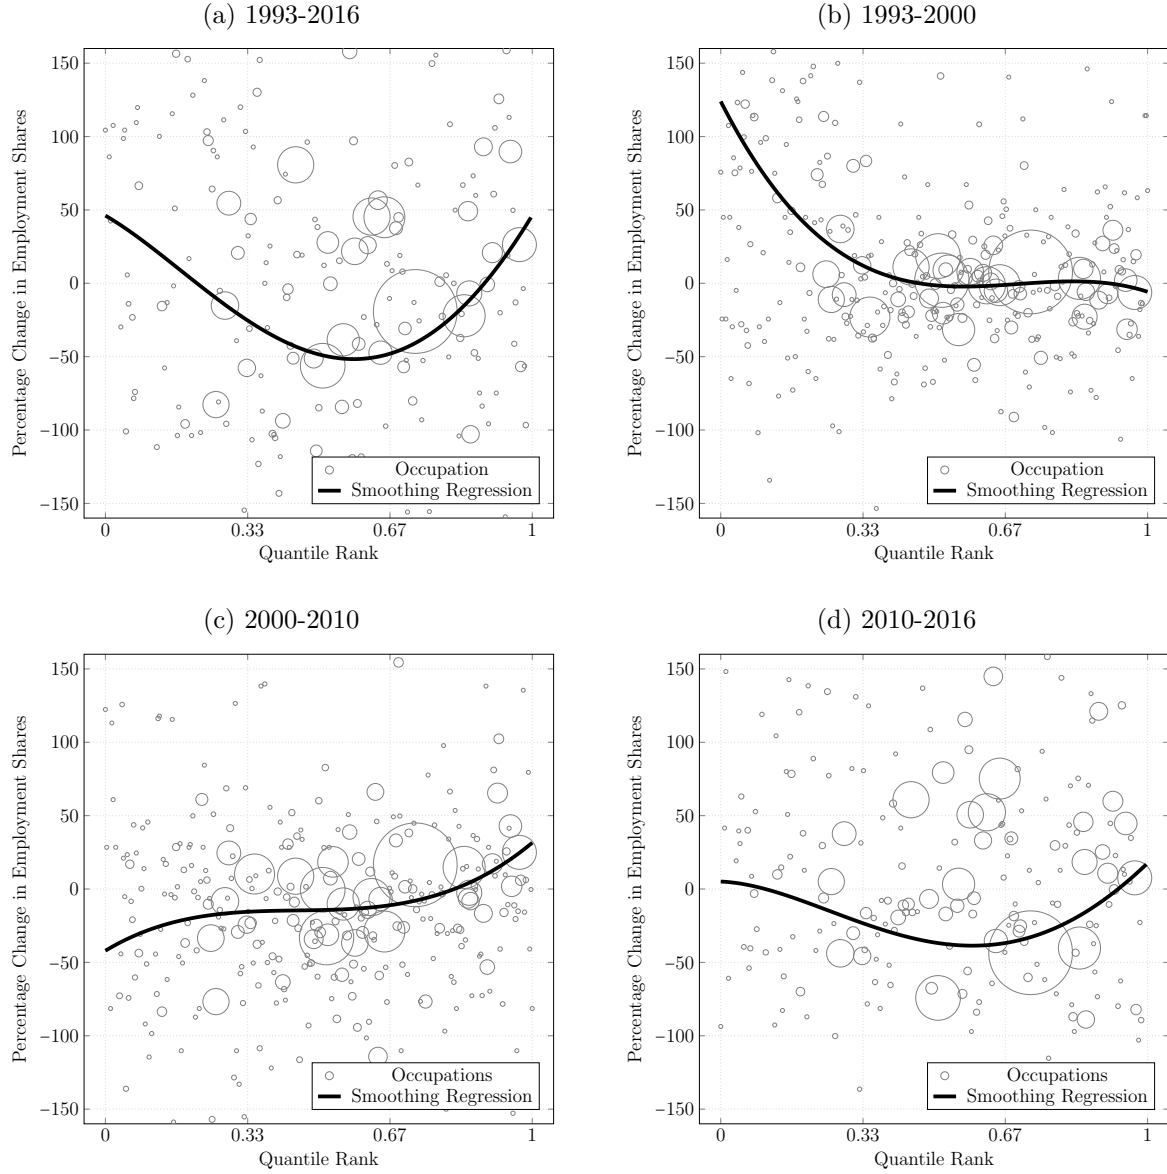 (a) 1993-2016
150
100
50
0
−50
−100
−150
0
0.33
0.67
1
Percentage Change in Employment Shares
Quantile Rank
Occupation
Smoothing Regression
(b) 1993-2000
150
100
50
0
−50
−100
−150
0
0.33
0.67
1
Percentage Change in Employment Shares
Quantile Rank
Occupation
Smoothing Regression
(c) 2000-2010
150
100
50
0
−50
−100
−150
0
0.33
0.67
1
Percentage Change in Employment Shares
Quantile Rank
Occupations
Smoothing Regression
(d) 2010-2016
150
100
50
0
−50
−100
−150
0
0.33
0.67
1
Percentage Change in Employment Shares
Quantile Rank
Occupations
Smoothing Regression